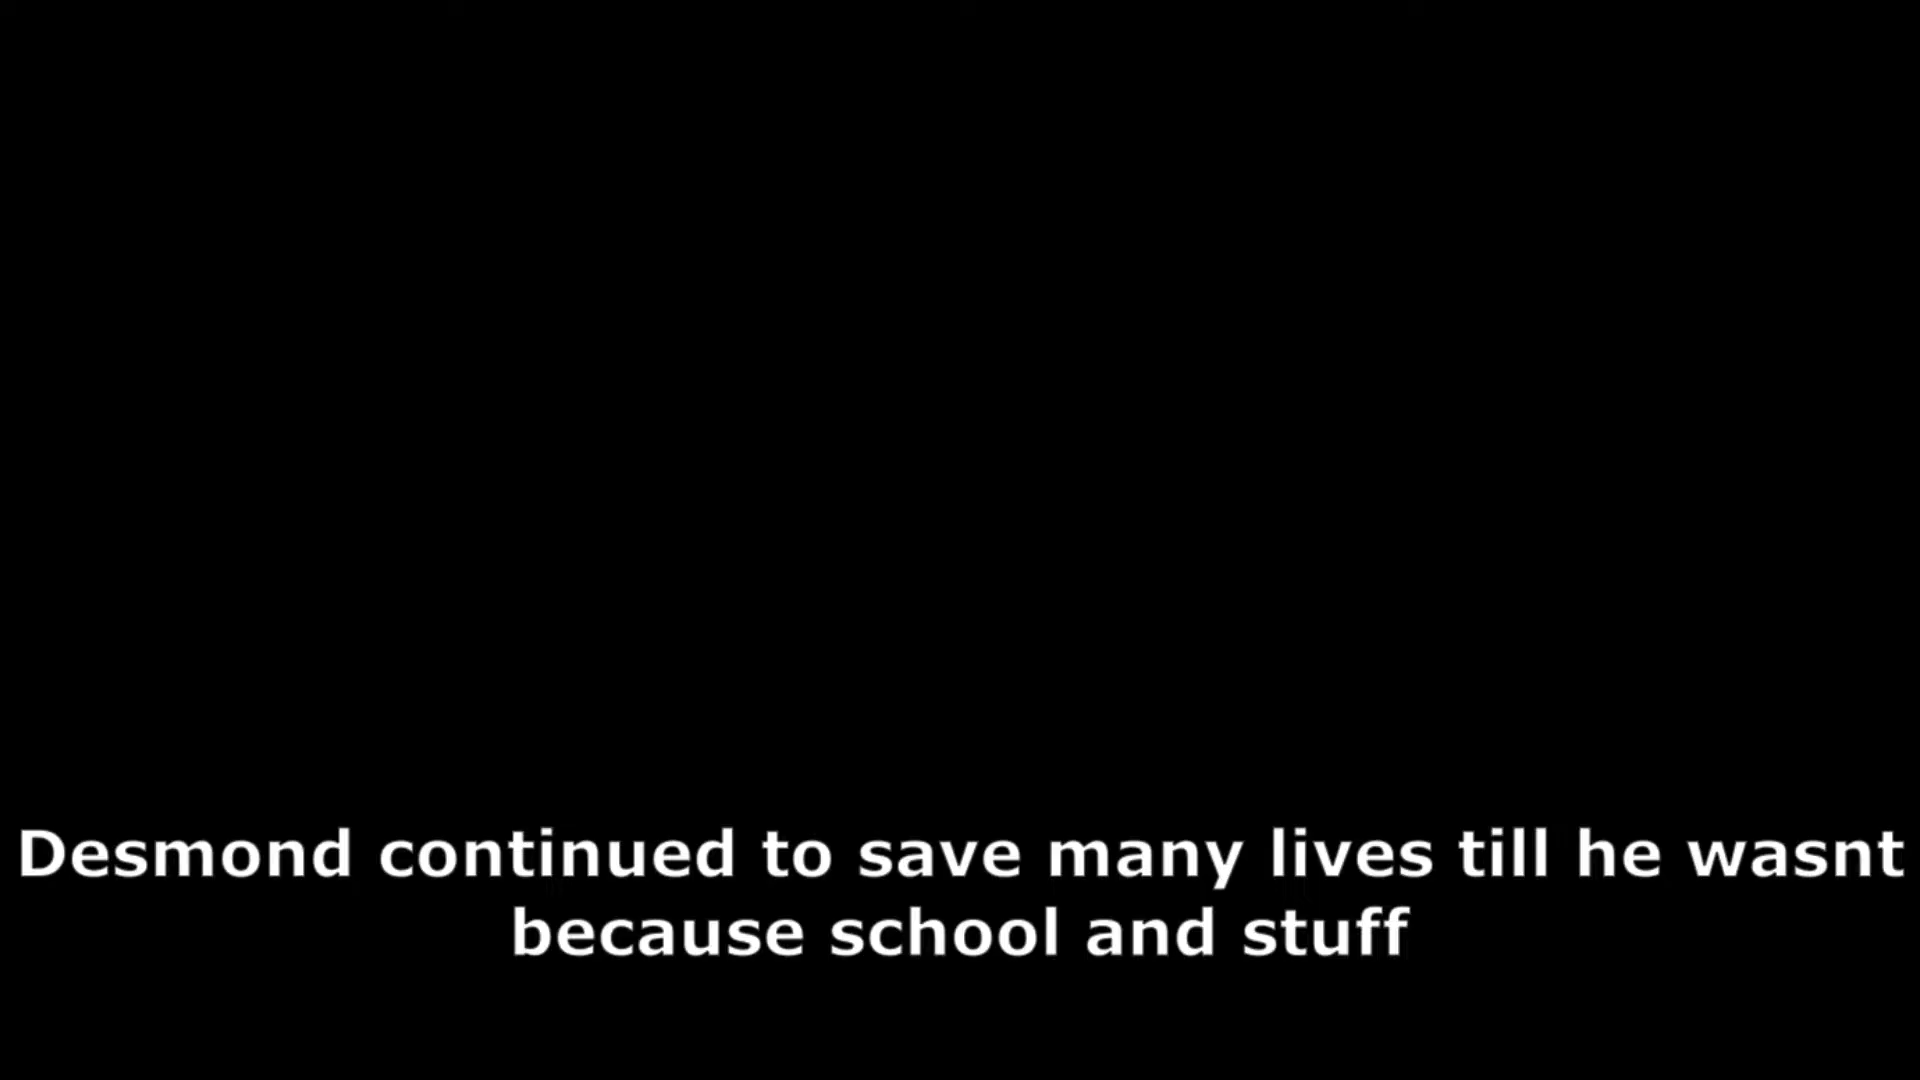 Desmond continued to save many lives till he wasnt
because school and stuff